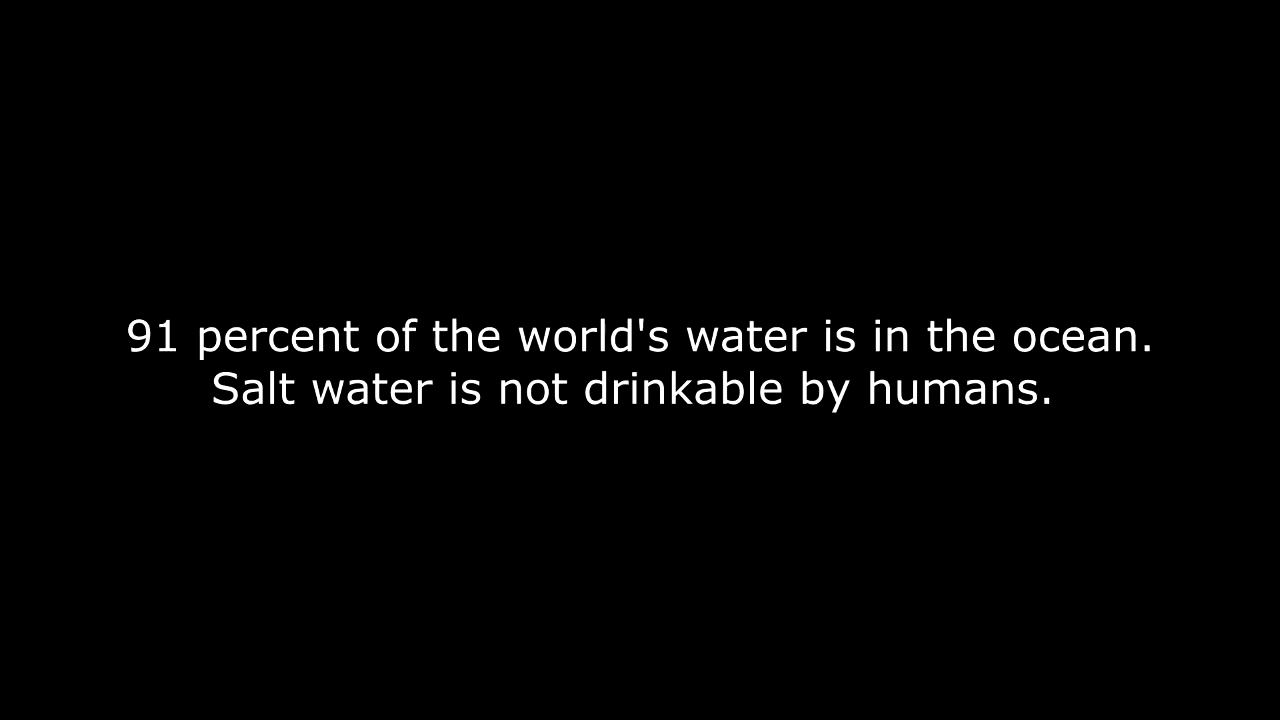 91 percent of the world's water is in the ocean.
Salt water is not drinkable by humans.